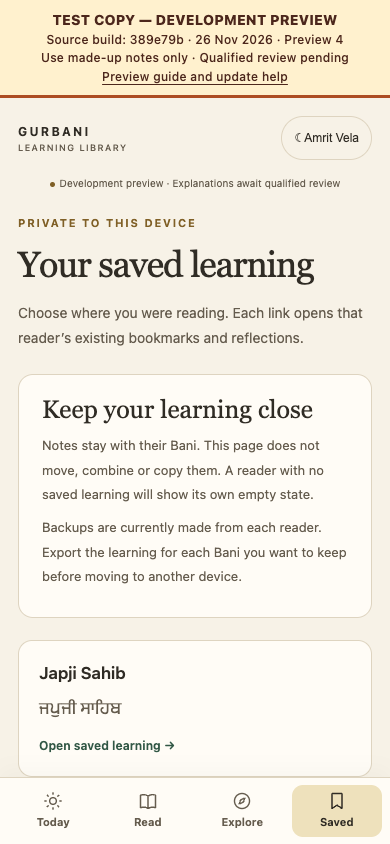 TEST COPY — DEVELOPMENT PREVIEW
Source build: 389e79b · 26 Nov 2026 · Preview 4
Use made-up notes only · Qualified review pending
Preview guide and update help
GURBANI
LEARNING LIBRARY
☾ Amrit Vela
Development preview · Explanations await qualified review
PRIVATE TO THIS DEVICE
Your saved learning
Choose where you were reading. Each link opens that
reader’s existing bookmarks and reflections.
Keep your learning close
Notes stay with their Bani. This page does not
move, combine or copy them. A reader with no
saved learning will show its own empty state.
Backups are currently made from each reader.
Export the learning for each Bani you want to keep
before moving to another device.
Japji Sahib
ਜਪੁਜੀ ਸਾਹਿਬ
Open saved learning →
Today
Read
Explore
Saved